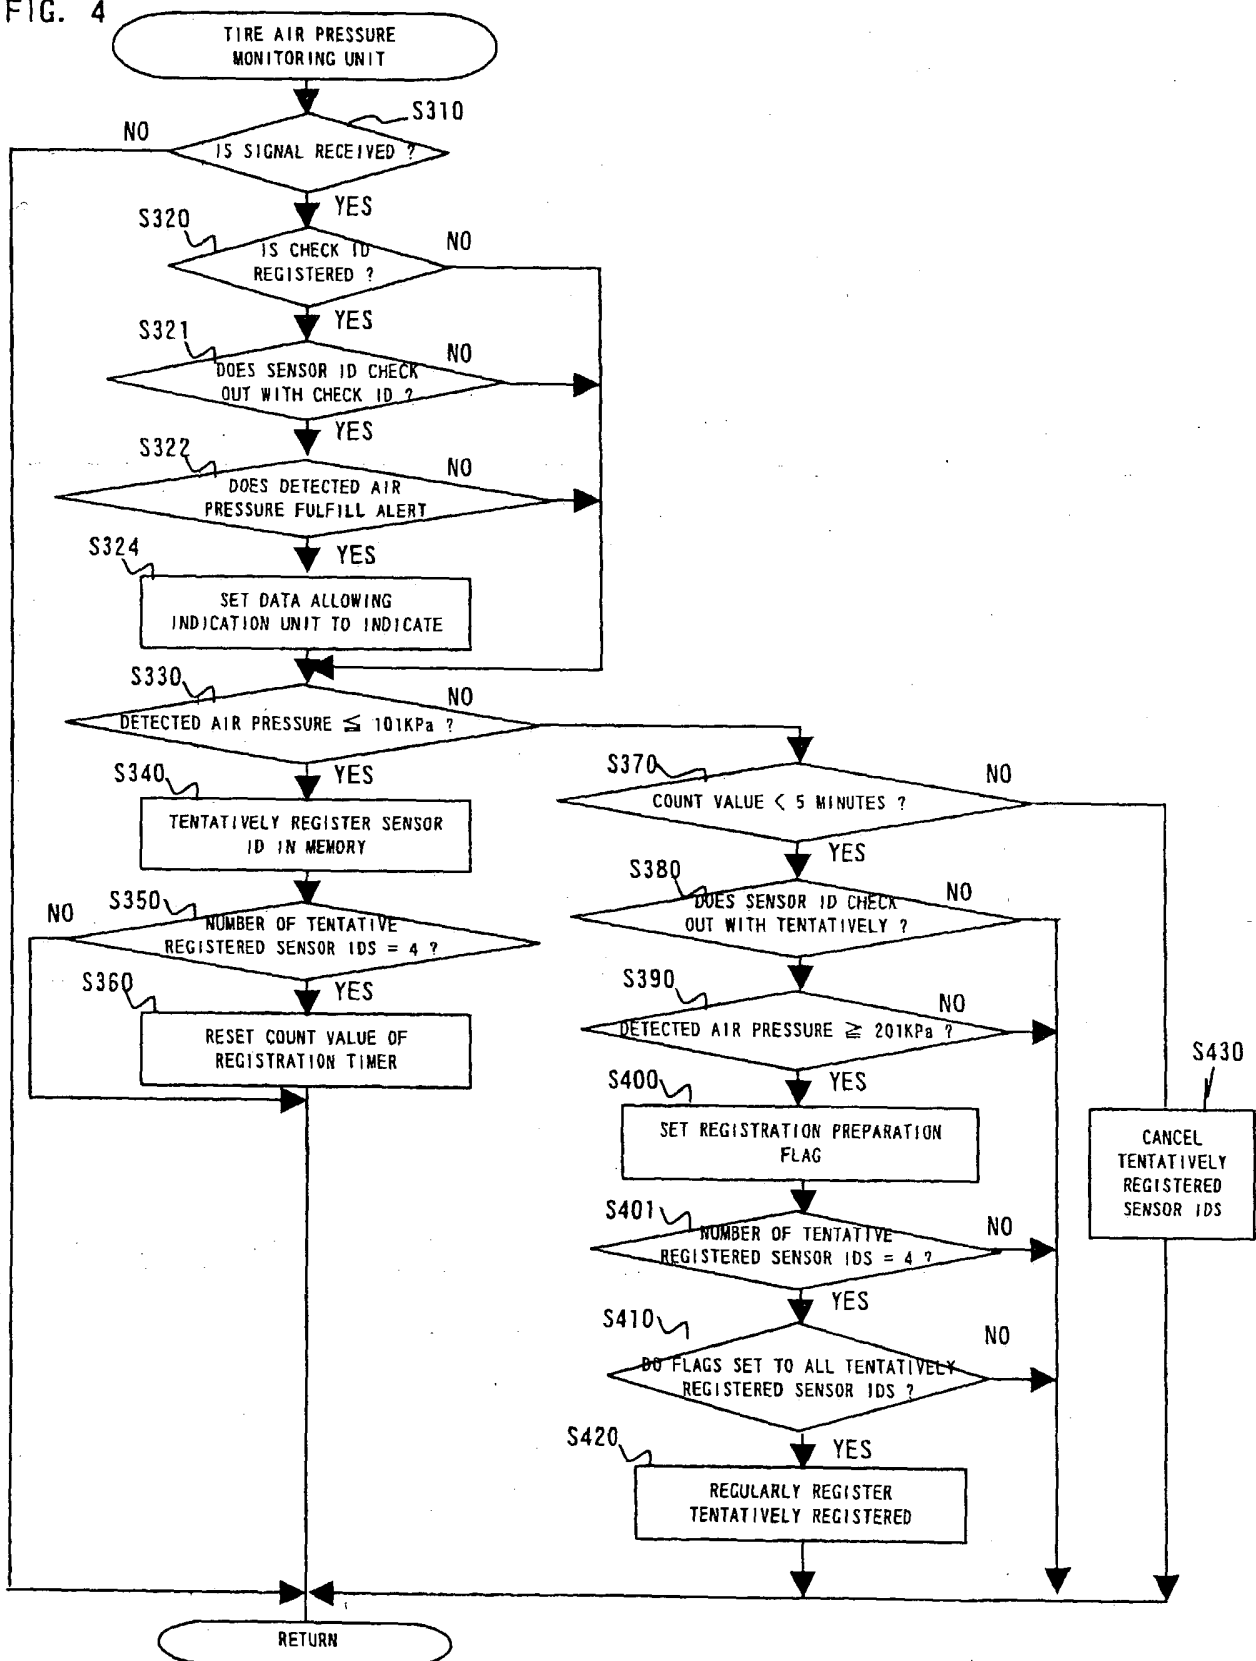 FIG. 4
TIRE AIR PRESSURE
MONITORING UNIT
S310
NO
IS SIGNAL RECEIVED ?
YES
S320
NO
IS CHECK ID
REGISTERED ?
YES
S321
NO
DOES SENSOR ID CHECK
OUT WITH CHECK ID ?
YES
S322
NO
DOES DETECTED AIR
PRESSURE FULFILL ALERT
YES
S324
SET DATA ALLOWING
INDICATION UNIT TO INDICATE
S330
NO
DETECTED AIR PRESSURE ≦ 101KPa ?
YES
S340
TENTATIVELY REGISTER SENSOR
ID IN MEMORY
S350
NO
NUMBER OF TENTATIVE
REGISTERED SENSOR IDS = 4 ?
YES
S360
RESET COUNT VALUE OF
REGISTRATION TIMER
S370
NO
COUNT VALUE < 5 MINUTES ?
YES
S380
NO
DOES SENSOR ID CHECK
OUT WITH TENTATIVELY ?
S390
NO
DETECTED AIR PRESSURE ≧ 201KPa ?
YES
S400
SET REGISTRATION PREPARATION
FLAG
S401
NO
NUMBER OF TENTATIVE
REGISTERED SENSOR IDS = 4 ?
YES
S410
NO
DO FLAGS SET TO ALL TENTATIVELY
REGISTERED SENSOR IDS ?
YES
S420
REGULARLY REGISTER
TENTATIVELY REGISTERED
S430
CANCEL
TENTATIVELY
REGISTERED
SENSOR IDS
RETURN